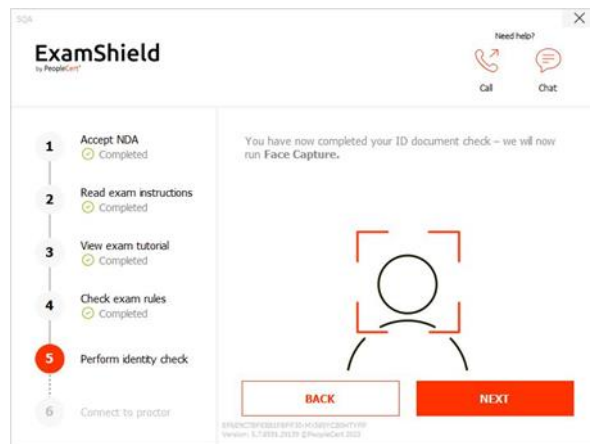 SQA
ExamShield
by PeopleCert
Need help?
Call
Chat
1
Accept NDA
Completed
2
Read exam instructions
Completed
3
View exam tutorial
Completed
4
Check exam rules
Completed
5
Perform identity check
6
Connect to proctor
You have now completed your ID document check – we will now
run Face Capture.
BACK
NEXT